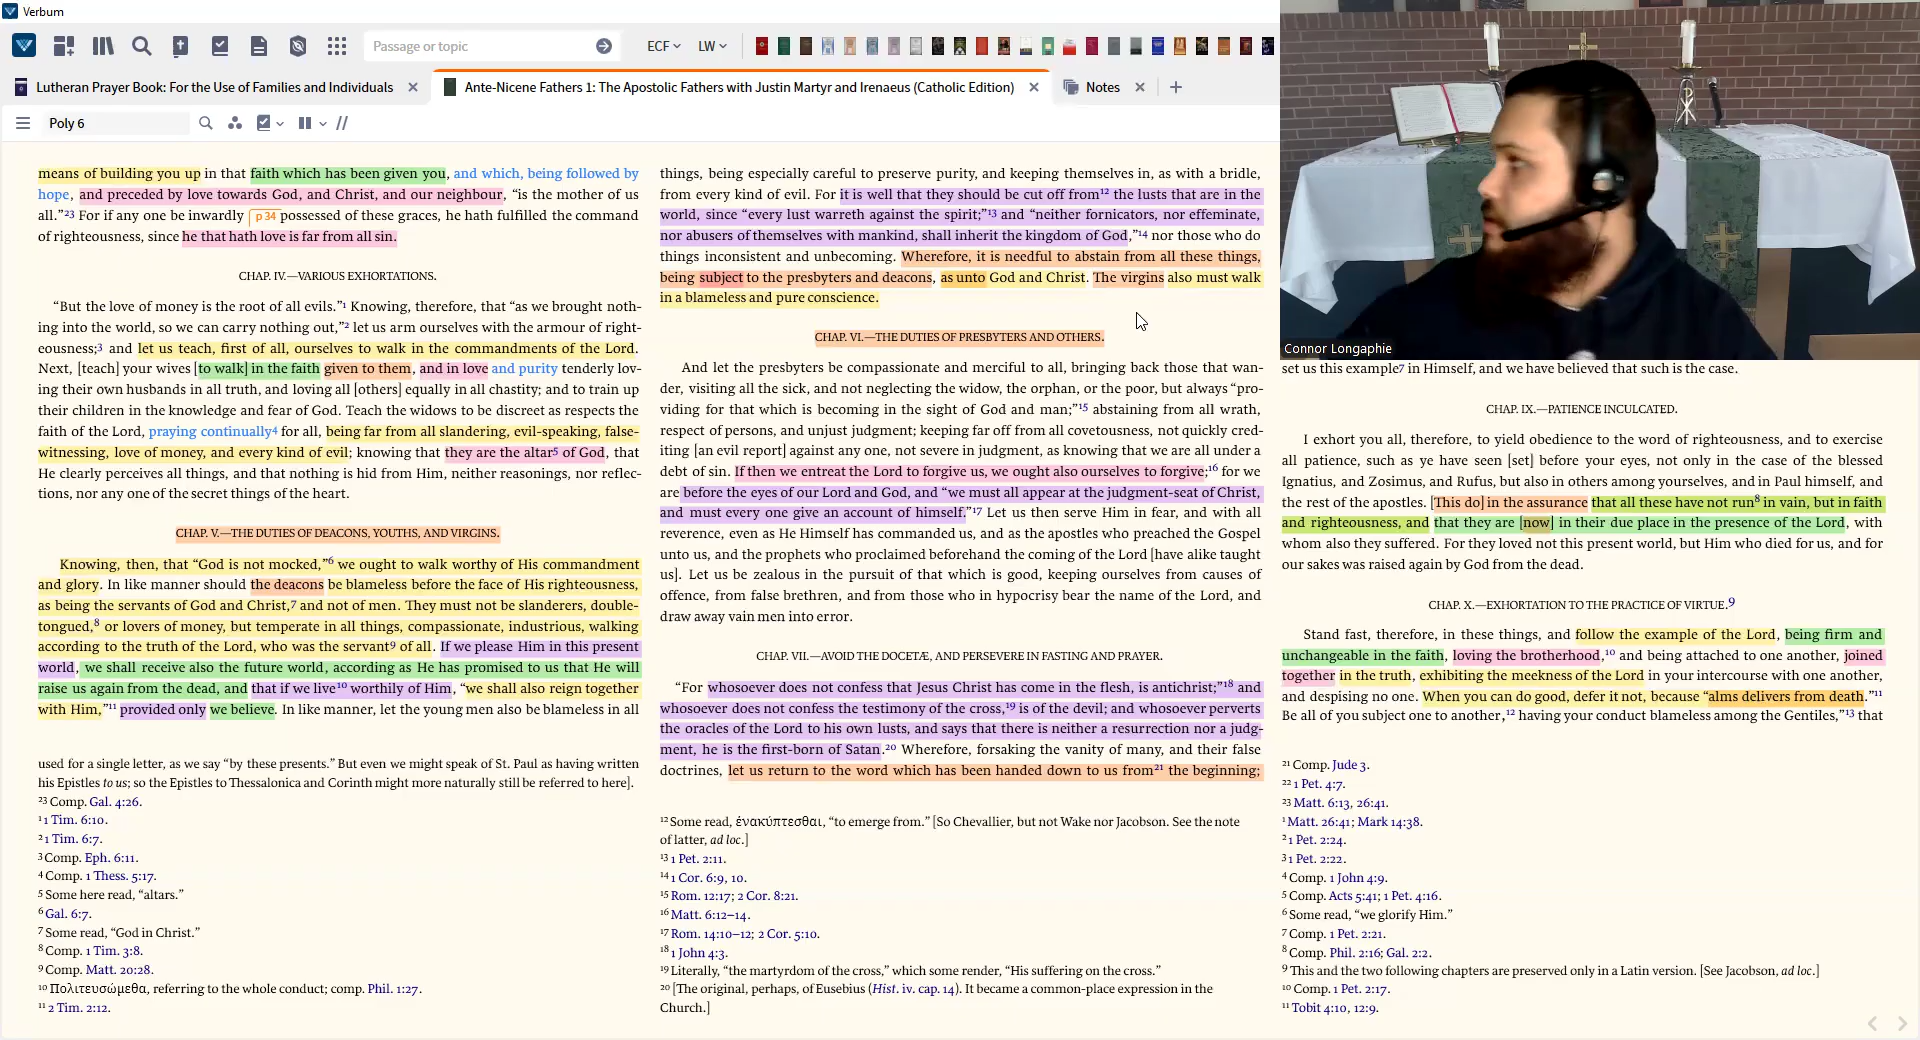 Verbum
Passage or topic
ECF
LW
Lutheran Prayer Book: For the Use of Families and Individuals
Ante-Nicene Fathers 1: The Apostolic Fathers with Justin Martyr and Irenaeus (Catholic Edition)
Notes
Poly 6
means of building you up in that faith which has been given you, and which, being followed by
hope, and preceded by love towards God, and Christ, and our neighbour, “is the mother of us
all.”23 For if any one be inwardly p 34 possessed of these graces, he hath fulfilled the command
of righteousness, since he that hath love is far from all sin.
CHAP. IV.—VARIOUS EXHORTATIONS.
“But the love of money is the root of all evils.”1 Knowing, therefore, that “as we brought noth-
ing into the world, so we can carry nothing out,”2 let us arm ourselves with the armour of right-
eousness;3 and let us teach, first of all, ourselves to walk in the commandments of the Lord.
Next, [teach] your wives [to walk] in the faith given to them, and in love and purity tenderly lov-
ing their own husbands in all truth, and loving all [others] equally in all chastity; and to train up
their children in the knowledge and fear of God. Teach the widows to be discreet as respects the
faith of the Lord, praying continually4 for all, being far from all slandering, evil-speaking, false-
witnessing, love of money, and every kind of evil; knowing that they are the altar5 of God, that
He clearly perceives all things, and that nothing is hid from Him, neither reasonings, nor reflec-
tions, nor any one of the secret things of the heart.
CHAP. V.—THE DUTIES OF DEACONS, YOUTHS, AND VIRGINS.
Knowing, then, that “God is not mocked,”6 we ought to walk worthy of His commandment
and glory. In like manner should the deacons be blameless before the face of His righteousness,
as being the servants of God and Christ,7 and not of men. They must not be slanderers, double-
tongued,8 or lovers of money, but temperate in all things, compassionate, industrious, walking
according to the truth of the Lord, who was the servant9 of all. If we please Him in this present
world, we shall receive also the future world, according as He has promised to us that He will
raise us again from the dead, and that if we live10 worthily of Him, “we shall also reign together
with Him,”11 provided only we believe. In like manner, let the young men also be blameless in all
used for a single letter, as we say “by these presents.” But even we might speak of St. Paul as having written
his Epistles to us; so the Epistles to Thessalonica and Corinth might more naturally still be referred to here].
23 Comp. Gal. 4:26.
1 1 Tim. 6:10.
2 1 Tim. 6:7.
3 Comp. Eph. 6:11.
4 Comp. 1 Thess. 5:17.
5 Some here read, “altars.”
6 Gal. 6:7.
7 Some read, “God in Christ.”
8 Comp. 1 Tim. 3:8.
9 Comp. Matt. 20:28.
10 Πολιτευσώμεθα, referring to the whole conduct; comp. Phil. 1:27.
11 2 Tim. 2:12.
things, being especially careful to preserve purity, and keeping themselves in, as with a bridle,
from every kind of evil. For it is well that they should be cut off from12 the lusts that are in the
world, since “every lust warreth against the spirit;”13 and “neither fornicators, nor effeminate,
nor abusers of themselves with mankind, shall inherit the kingdom of God,”14 nor those who do
things inconsistent and unbecoming. Wherefore, it is needful to abstain from all these things,
being subject to the presbyters and deacons, as unto God and Christ. The virgins also must walk
in a blameless and pure conscience.
CHAP. VI.—THE DUTIES OF PRESBYTERS AND OTHERS.
And let the presbyters be compassionate and merciful to all, bringing back those that wan-
der, visiting all the sick, and not neglecting the widow, the orphan, or the poor, but always “pro-
viding for that which is becoming in the sight of God and man;”15 abstaining from all wrath,
respect of persons, and unjust judgment; keeping far off from all covetousness, not quickly cred-
iting [an evil report] against any one, not severe in judgment, as knowing that we are all under a
debt of sin. If then we entreat the Lord to forgive us, we ought also ourselves to forgive;16 for we
are before the eyes of our Lord and God, and “we must all appear at the judgment-seat of Christ,
and must every one give an account of himself.”17 Let us then serve Him in fear, and with all
reverence, even as He Himself has commanded us, and as the apostles who preached the Gospel
unto us, and the prophets who proclaimed beforehand the coming of the Lord [have alike taught
us]. Let us be zealous in the pursuit of that which is good, keeping ourselves from causes of
offence, from false brethren, and from those who in hypocrisy bear the name of the Lord, and
draw away vain men into error.
CHAP. VII.—AVOID THE DOCETÆ, AND PERSEVERE IN FASTING AND PRAYER.
“For whosoever does not confess that Jesus Christ has come in the flesh, is antichrist;”18 and
whosoever does not confess the testimony of the cross,19 is of the devil; and whosoever perverts
the oracles of the Lord to his own lusts, and says that there is neither a resurrection nor a judg-
ment, he is the first-born of Satan.20 Wherefore, forsaking the vanity of many, and their false
doctrines, let us return to the word which has been handed down to us from21 the beginning;
12 Some read, ἐνακύπτεσθαι, “to emerge from.” [So Chevallier, but not Wake nor Jacobson. See the note
of latter, ad loc.]
13 1 Pet. 2:11.
14 1 Cor. 6:9, 10.
15 Rom. 12:17; 2 Cor. 8:21.
16 Matt. 6:12–14.
17 Rom. 14:10–12; 2 Cor. 5:10.
18 1 John 4:3.
19 Literally, “the martyrdom of the cross,” which some render, “His suffering on the cross.”
20 [The original, perhaps, of Eusebius (Hist. iv. cap. 14). It became a common-place expression in the
Church.]
Connor Longaphie
set us this example7 in Himself, and we have believed that such is the case.
CHAP. IX.—PATIENCE INCULCATED.
I exhort you all, therefore, to yield obedience to the word of righteousness, and to exercise
all patience, such as ye have seen [set] before your eyes, not only in the case of the blessed
Ignatius, and Zosimus, and Rufus, but also in others among yourselves, and in Paul himself, and
the rest of the apostles. [This do] in the assurance that all these have not run8 in vain, but in faith
and righteousness, and that they are [now] in their due place in the presence of the Lord, with
whom also they suffered. For they loved not this present world, but Him who died for us, and for
our sakes was raised again by God from the dead.
CHAP. X.—EXHORTATION TO THE PRACTICE OF VIRTUE.9
Stand fast, therefore, in these things, and follow the example of the Lord, being firm and
unchangeable in the faith, loving the brotherhood,10 and being attached to one another, joined
together in the truth, exhibiting the meekness of the Lord in your intercourse with one another,
and despising no one. When you can do good, defer it not, because “alms delivers from death.”11
Be all of you subject one to another,12 having your conduct blameless among the Gentiles,”13 that
21 Comp. Jude 3.
22 1 Pet. 4:7.
23 Matt. 6:13, 26:41.
1 Matt. 26:41; Mark 14:38.
2 1 Pet. 2:24.
3 1 Pet. 2:22.
4 Comp. 1 John 4:9.
5 Comp. Acts 5:41; 1 Pet. 4:16.
6 Some read, “we glorify Him.”
7 Comp. 1 Pet. 2:21.
8 Comp. Phil. 2:16; Gal. 2:2.
9 This and the two following chapters are preserved only in a Latin version. [See Jacobson, ad loc.]
10 Comp. 1 Pet. 2:17.
11 Tobit 4:10, 12:9.